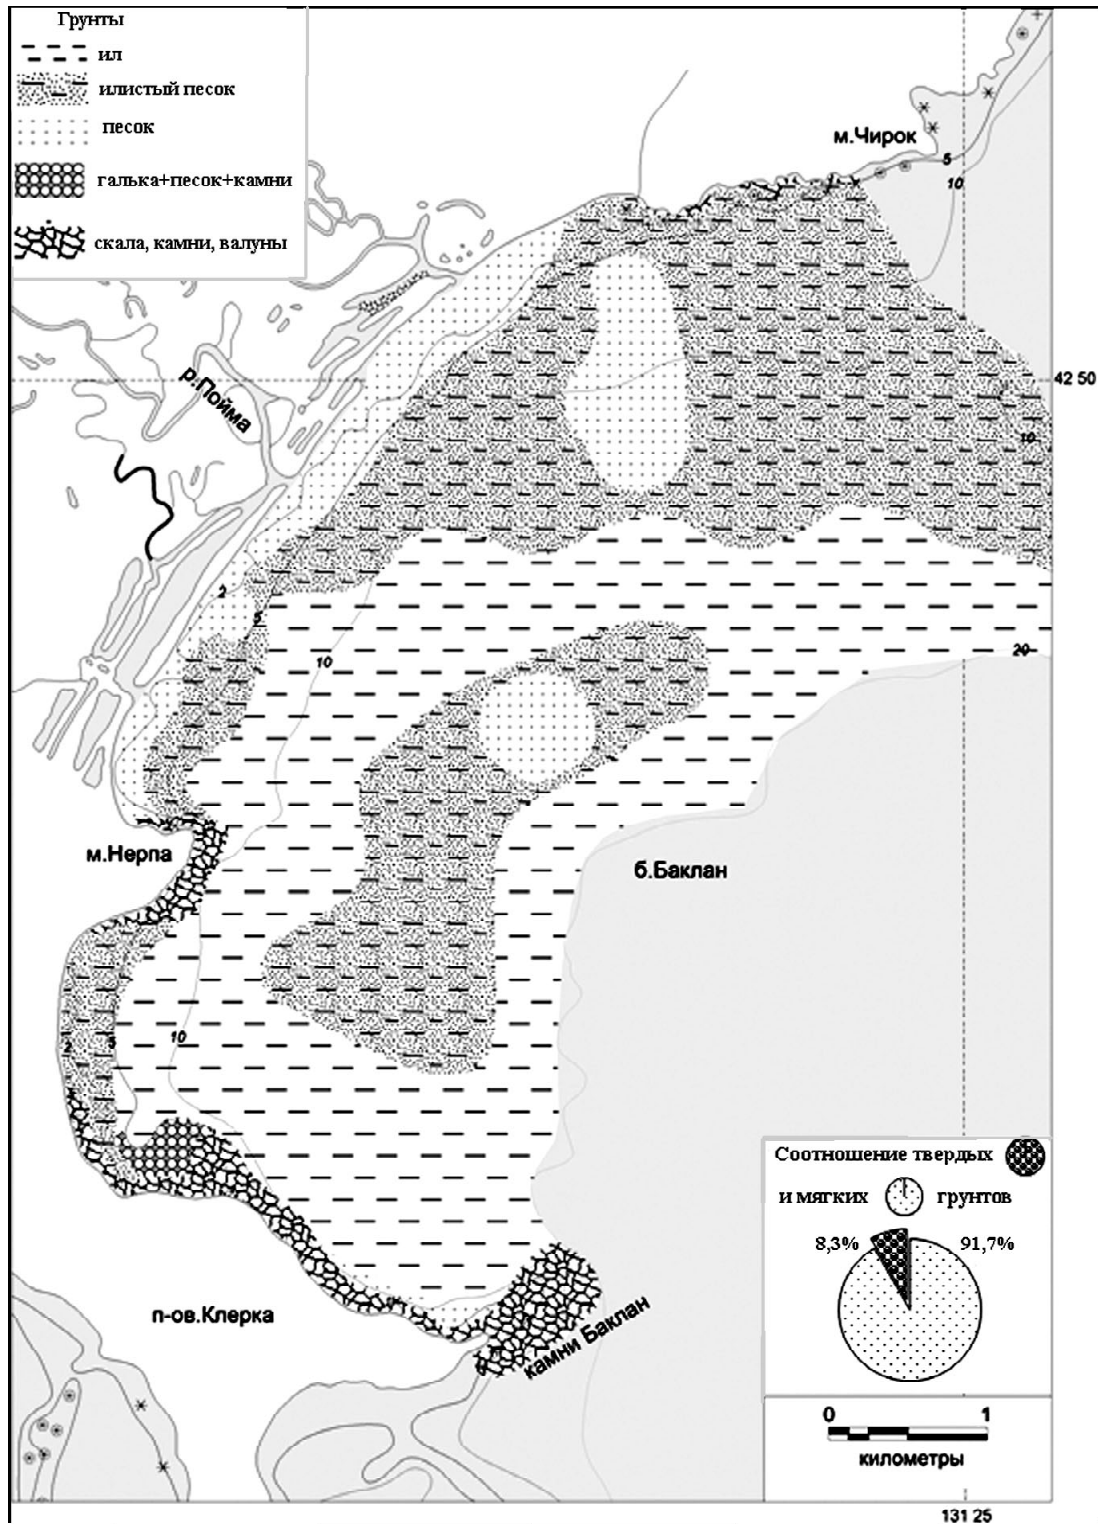 Грунты
ил
илистый песок
песок
галька+песок+камни
скала, камни, валуны
м.Чирок
5
10
р.Пойма
42 50
10
2
5
10
20
м.Нерпа
б.Баклан
2
5
10
Соотношение твердых
и мягких грунтов
8,3% 91,7%
п-ов.Клерка
камни Баклан
0 1
километры
131 25